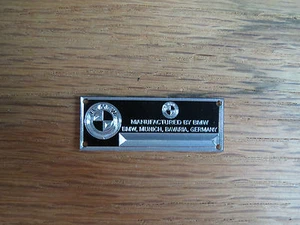 MANUFACTURED BY BMW
BMW, MUNICH, BAVARIA, GERMANY